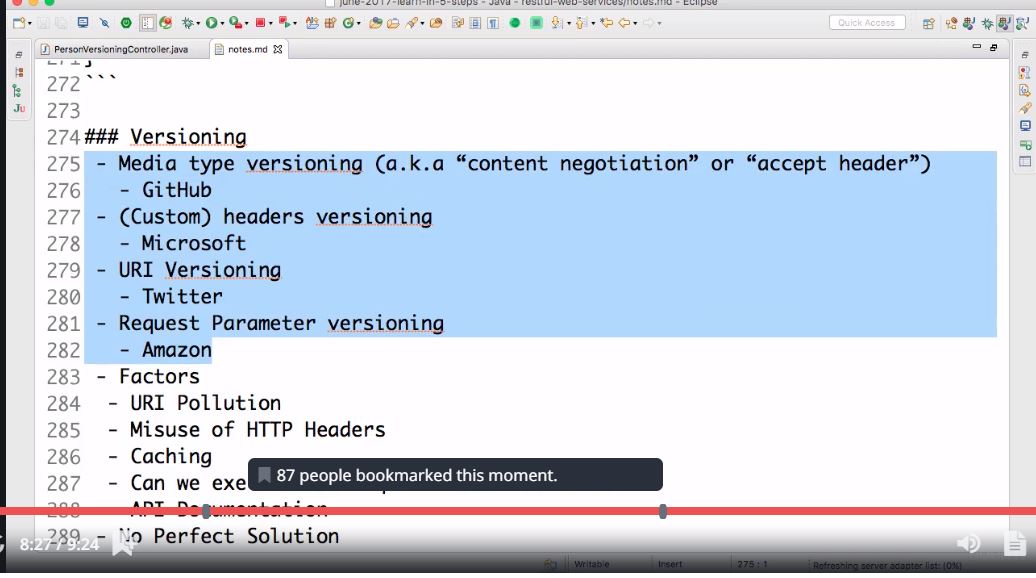 june-2017-learn-in-5-steps - Java - restful-web-services/notes.md - Eclipse
Quick Access
PersonVersioningController.java
notes.md
271 }
272 ```
273
274 ### Versioning
275 - Media type versioning (a.k.a “content negotiation” or “accept header”)
276 - GitHub
277 - (Custom) headers versioning
278 - Microsoft
279 - URI Versioning
280 - Twitter
281 - Request Parameter versioning
282 - Amazon
283 - Factors
284 - URI Pollution
285 - Misuse of HTTP Headers
286 - Caching
287 - Can we exe
87 people bookmarked this moment.
288 - API Documentation
289 - No Perfect Solution
8:27 / 9:24
Writable
Insert
275 : 1
Refreshing server adapter list: (0%)
Ju